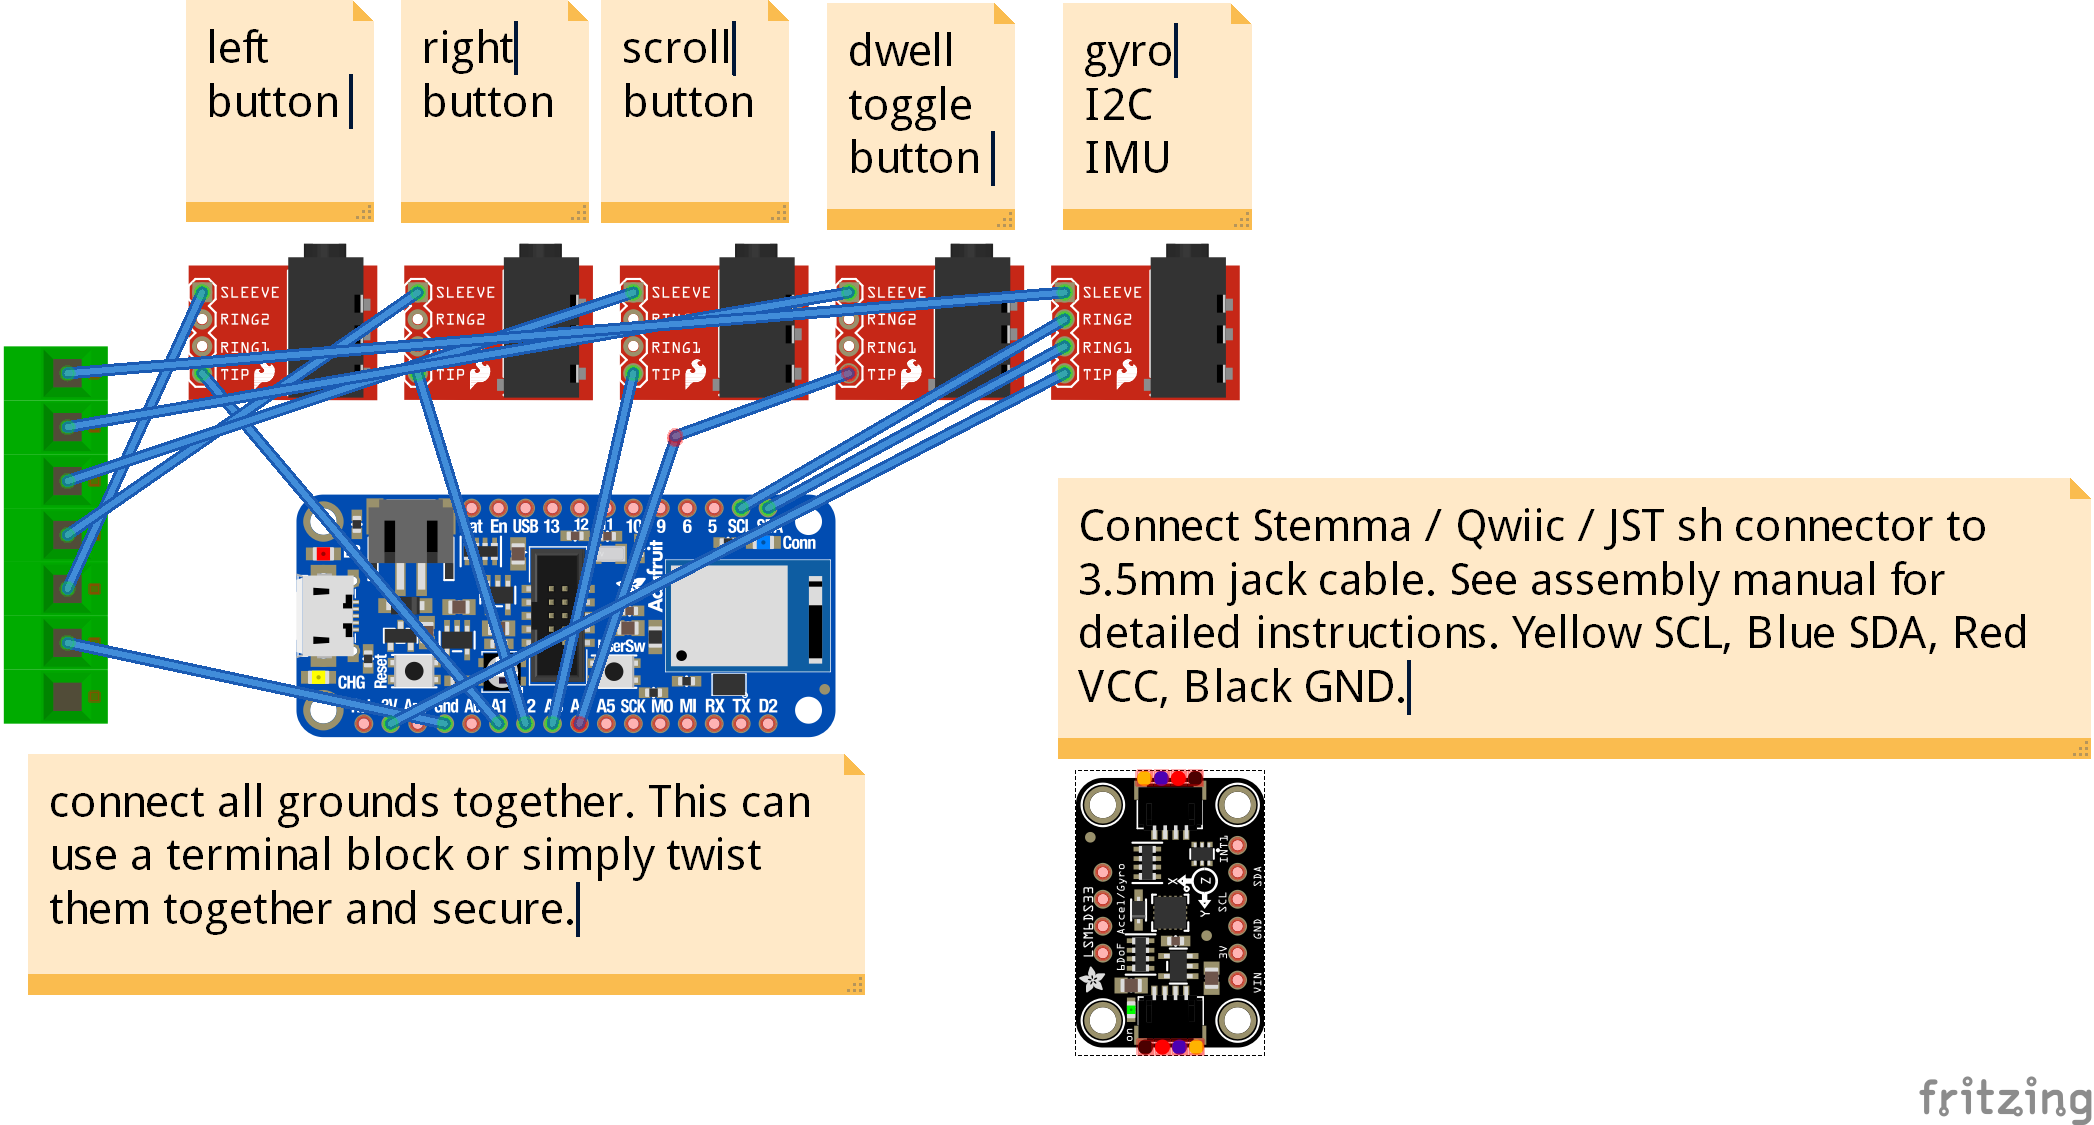 left
button
right
button
scroll
button
dwell
toggle
button
gyro
I2C
IMU
SLEEVE
RING2
RING1
TIP
SLEEVE
RING2
TIP
SLEEVE
RING1
TIP
SLEEVE
RING2
RING1
TIP
SLEEVE
RING2
RING1
TIP
En USB 13 12 10 9 6 5 SCL
Conn
Reset
CHG
Gnd A1 A5 SCK MO MI RX TX D2
Connect Stemma / Qwiic / JST sh connector to
3.5mm jack cable. See assembly manual for
detailed instructions. Yellow SCL, Blue SDA, Red
VCC, Black GND.
connect all grounds together. This can
use a terminal block or simply twist
them together and secure.
INT1
SDA
SCL
GND
3V
VIN
X
Y
Z
6DoF Accel/Gyro
on
fritzing